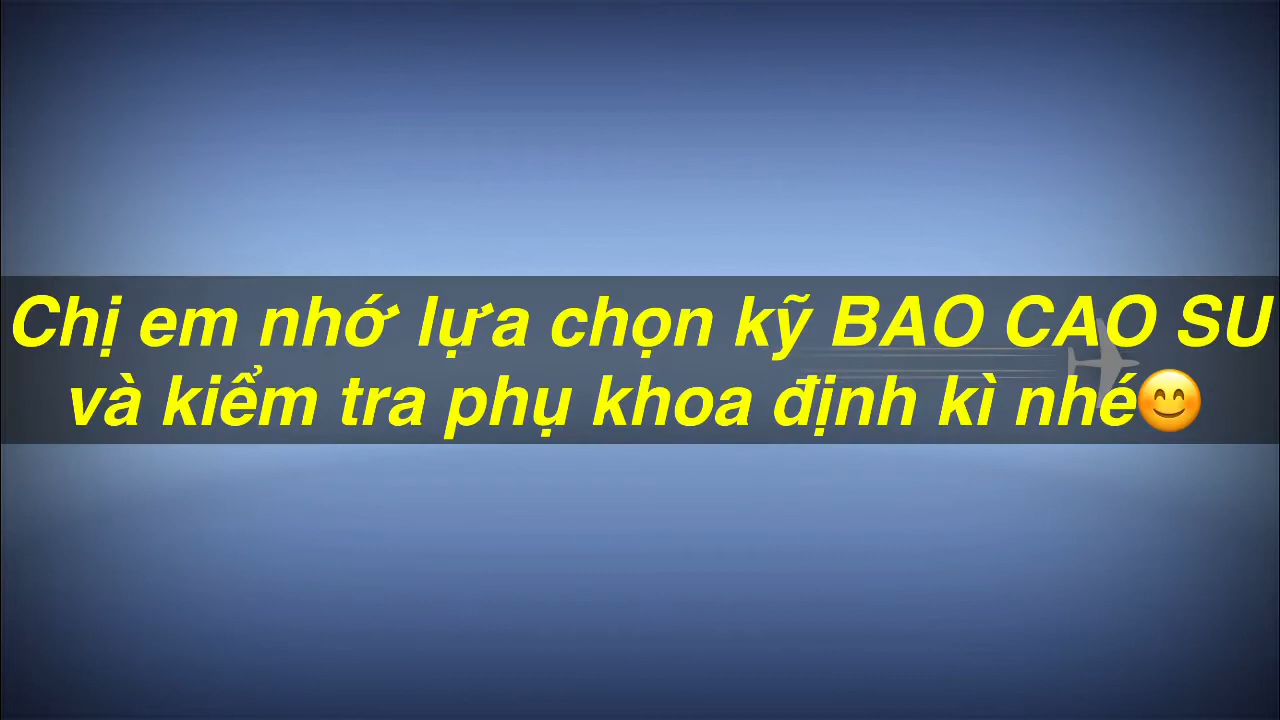 Chị em nhớ lựa chọn kỹ BAO CAO SU
và kiểm tra phụ khoa định kì nhé😊